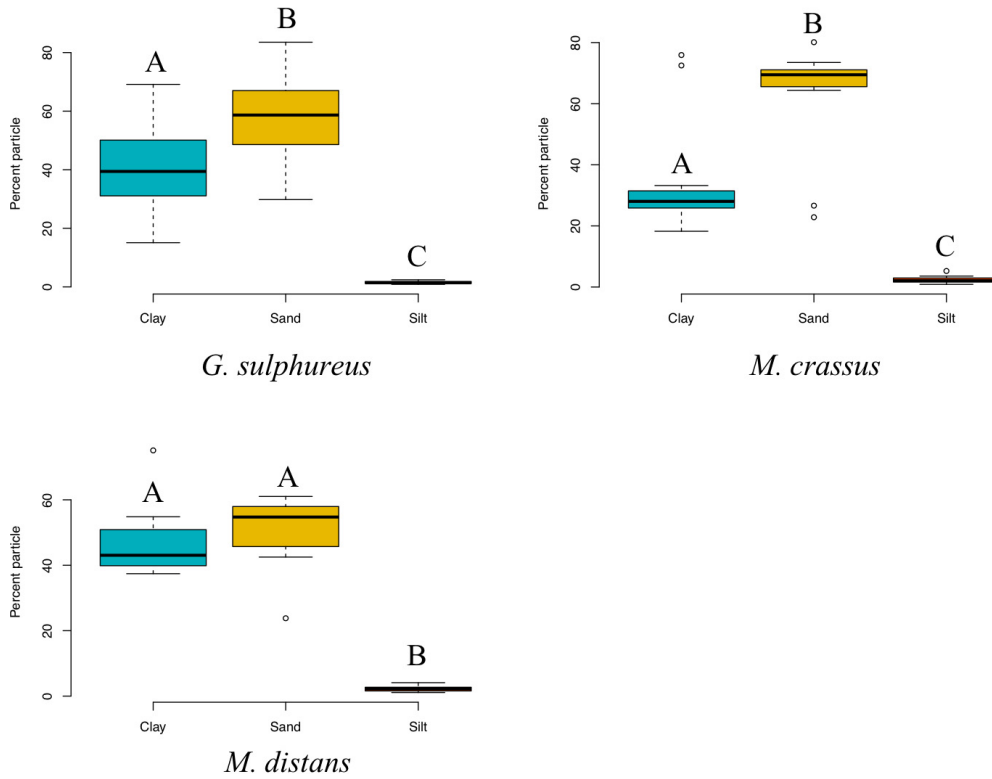 Percent particle
80
60
40
20
0
A
B
C
Clay
Sand
Silt
G. sulphureus
Percent particle
80
60
40
20
0
A
B
C
Clay
Sand
Silt
M. crassus
Percent particle
60
40
20
0
A
A
B
Clay
Sand
Silt
M. distans